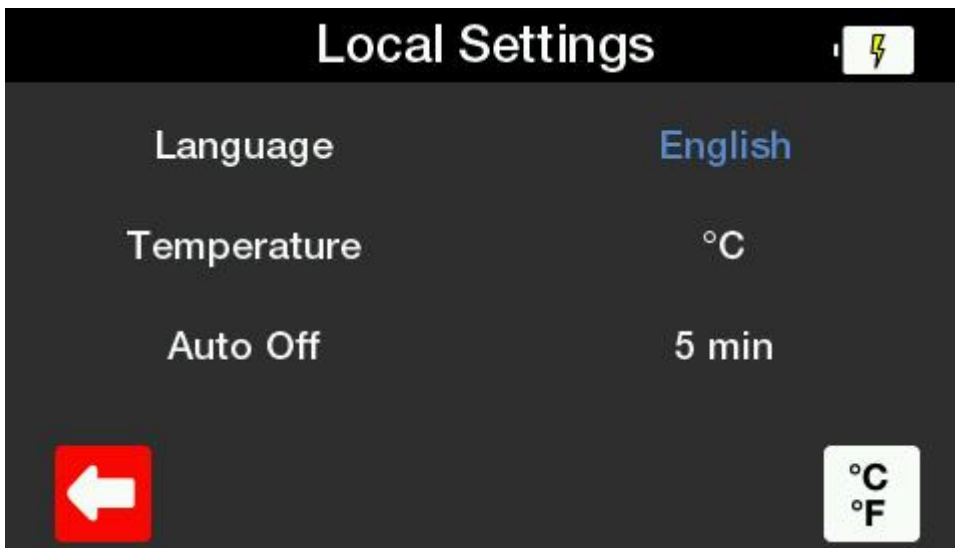 Local Settings
Language English
Temperature °C
Auto Off 5 min
°C
°F